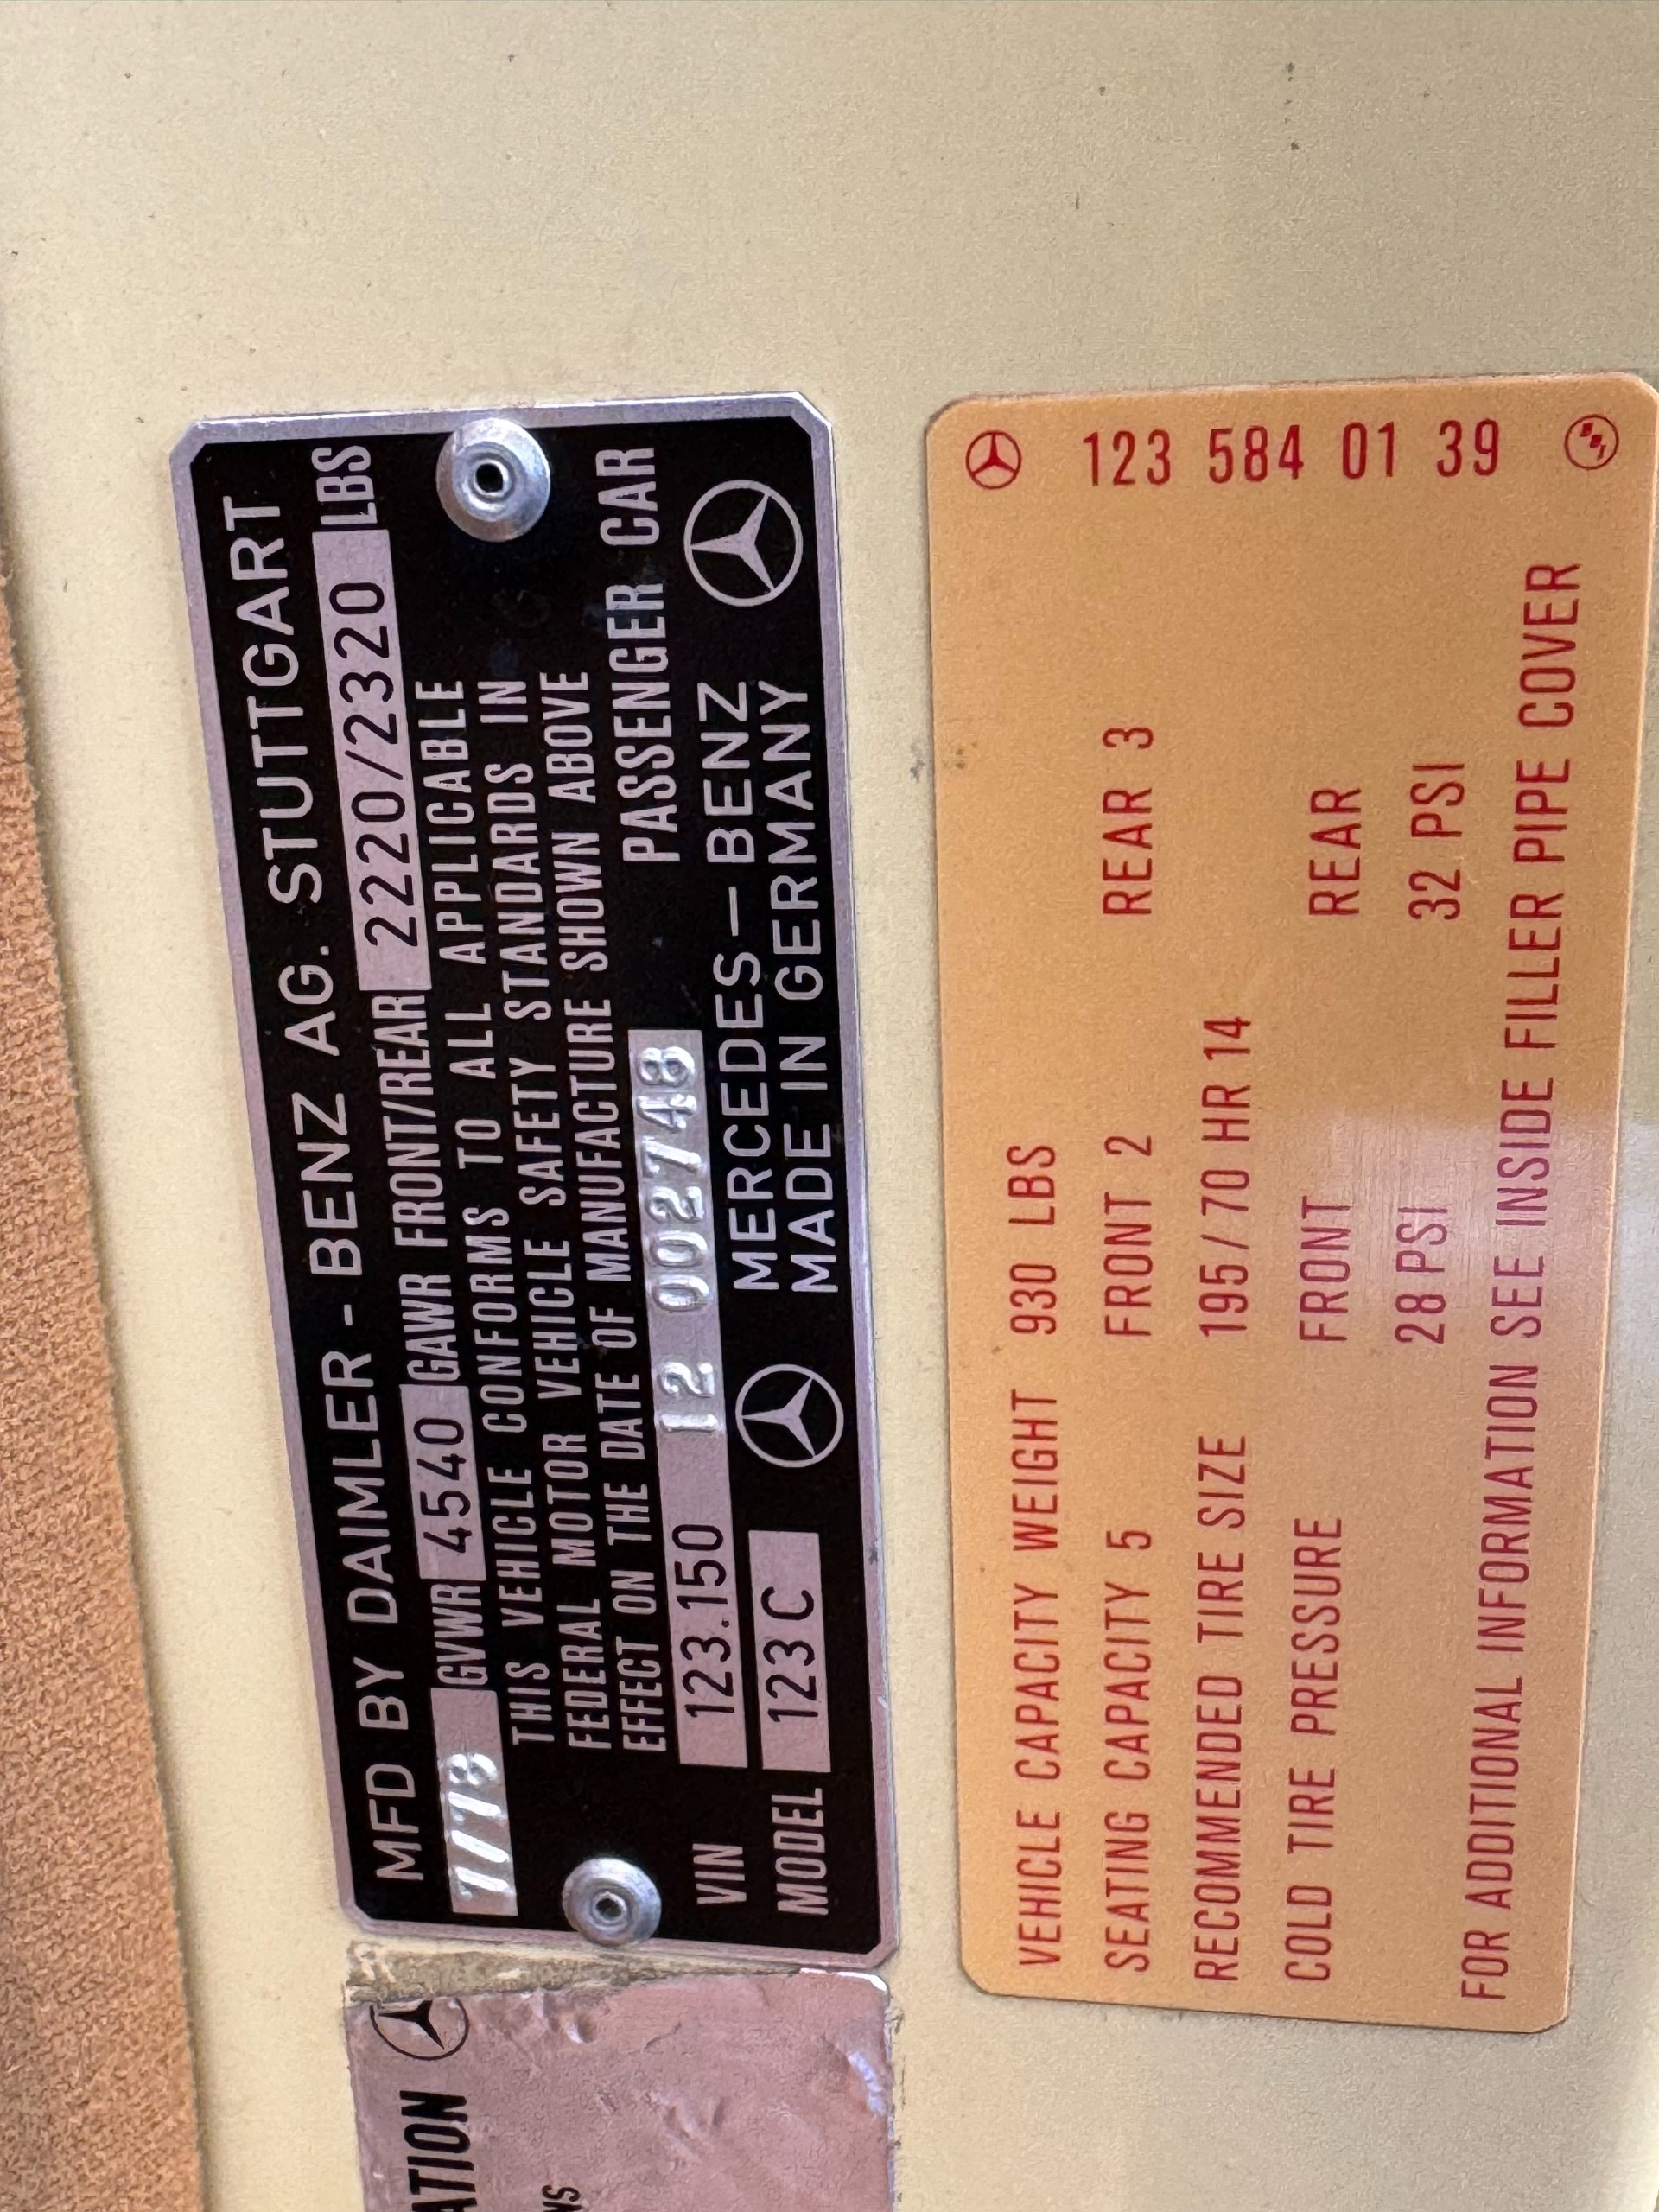 MFD BY DAIMLER - BENZ AG. STUTTGART
7/78 GVWR 4540 GAWR FRONT/REAR 2220/2320 LBS
THIS VEHICLE CONFORMS TO ALL APPLICABLE
FEDERAL MOTOR VEHICLE SAFETY STANDARDS IN
EFFECT ON THE DATE OF MANUFACTURE SHOWN ABOVE
VIN 123.150 12 002748 PASSENGER CAR
MODEL 123 C MERCEDES-BENZ
MADE IN GERMANY
123 584 01 39
VEHICLE CAPACITY WEIGHT 930 LBS
SEATING CAPACITY 5 FRONT 2 REAR 3
RECOMMENDED TIRE SIZE 195/70 HR 14
COLD TIRE PRESSURE FRONT REAR
28 PSI 32 PSI
FOR ADDITIONAL INFORMATION SEE INSIDE FILLER PIPE COVER